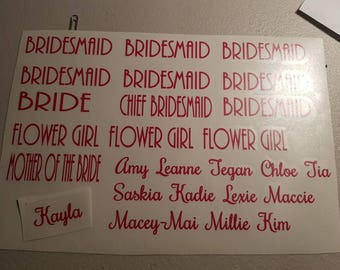 BRIDESMAID BRIDESMAID BRIDESMAID
BRIDESMAID BRIDESMAID BRIDESMAID
BRIDE CHIEF BRIDESMAID BRIDESMAID
FLOWER GIRL FLOWER GIRL FLOWER GIRL
MOTHER OF THE BRIDE Amy Leanne Tegan Chloe Tia
Saskia Kadie Lexie Maccie
Kayla Macey-Mai Millie Kim